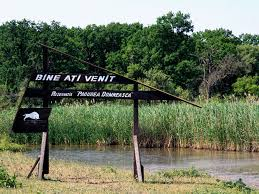 BINE AȚI VENIT
REZERVAȚIA "PĂDUREA DOMNEASCĂ"